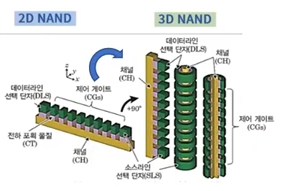 2D NAND
3D NAND
데이터라인
선택 단자(DLS)
제어 게이트
(CGs)
전하 포획 물질
(CT)
채널
(CH)
z
y
x
+90°
데이터라인
선택 단자(DLS)
채널
(CH)
제어 게이트
(CGs)
소스라인
선택 단자(SLS)